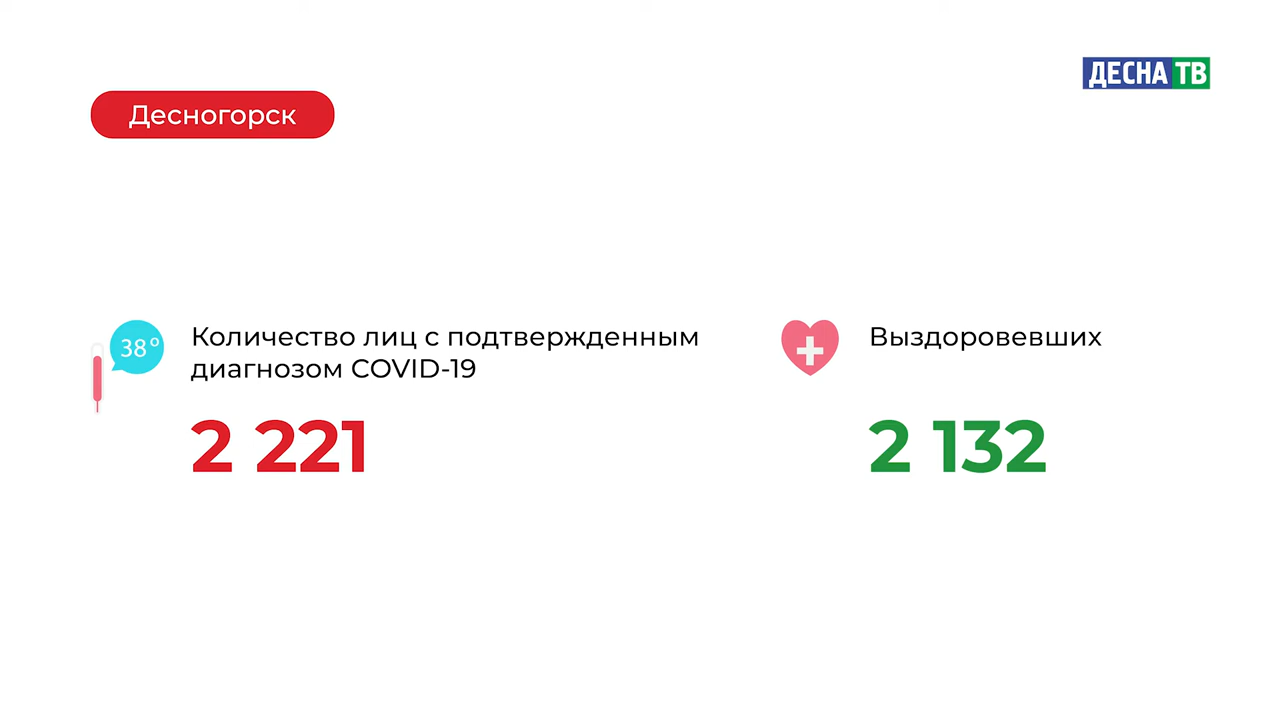 ДЕСНА ТВ
Десногорск
38°
Количество лиц с подтвержденным
диагнозом COVID-19
2 221
Выздоровевших
2 132